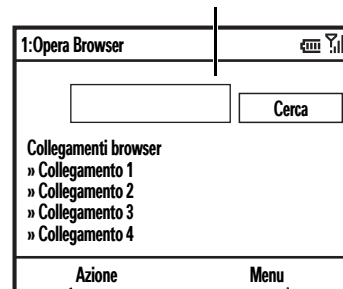 1:Opera Browser
Cerca
Collegamenti browser
» Collegamento 1
» Collegamento 2
» Collegamento 3
» Collegamento 4
Azione Menu